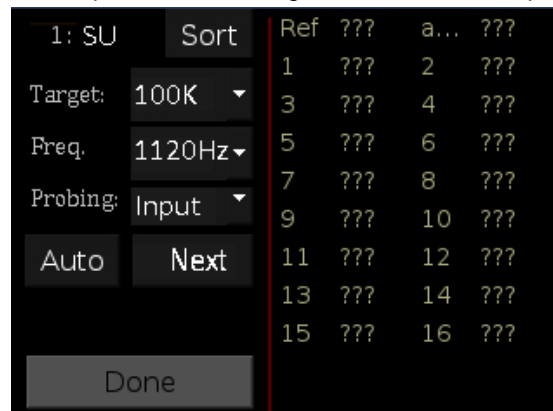 1: SU Sort
Target: 100K
Freq. 1120Hz
Probing: Input
Auto Next
Done
Ref ??? a... ???
1 ??? 2 ???
3 ??? 4 ???
5 ??? 6 ???
7 ??? 8 ???
9 ??? 10 ???
11 ??? 12 ???
13 ??? 14 ???
15 ??? 16 ???